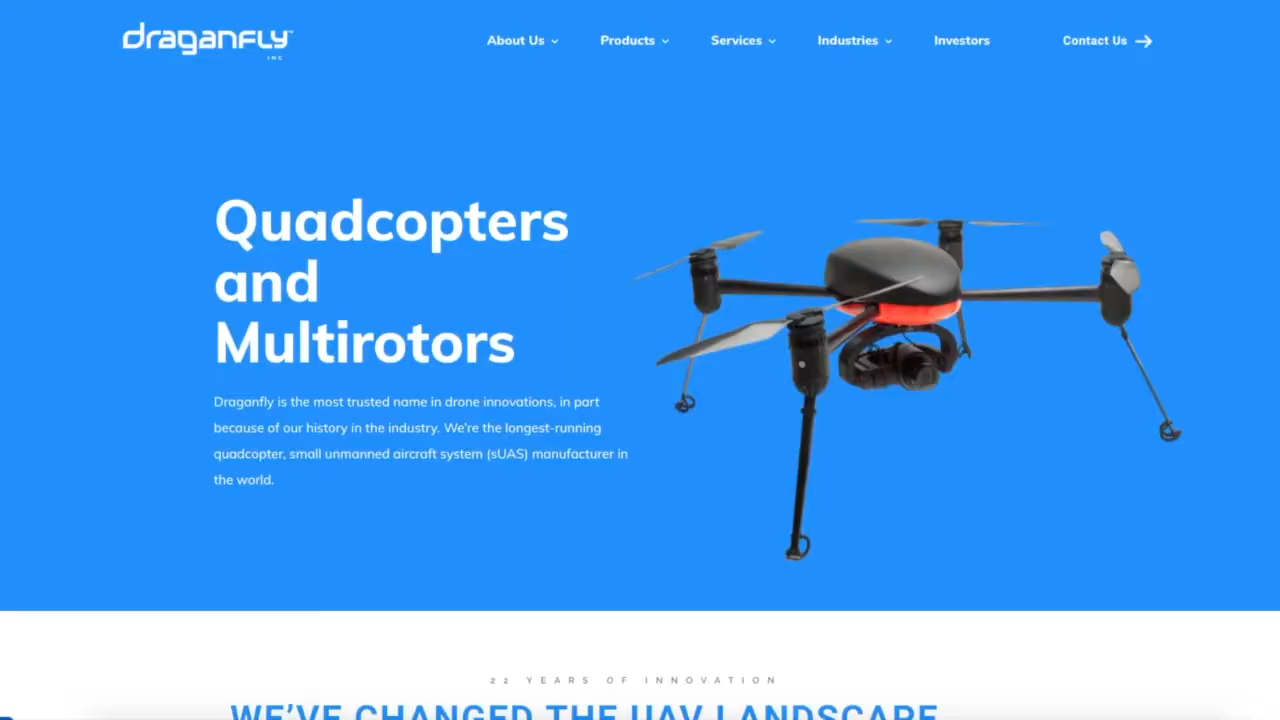 draganfly™
INC
About Us
Products
Services
Industries
Investors
Contact Us
Quadcopters
and
Multirotors
Draganfly is the most trusted name in drone innovations, in part
because of our history in the industry. We're the longest-running
quadcopter, small unmanned aircraft system (sUAS) manufacturer in
the world.
22 YEARS OF INNOVATION
WE'VE CHANGED THE UAV LANDSCAPE